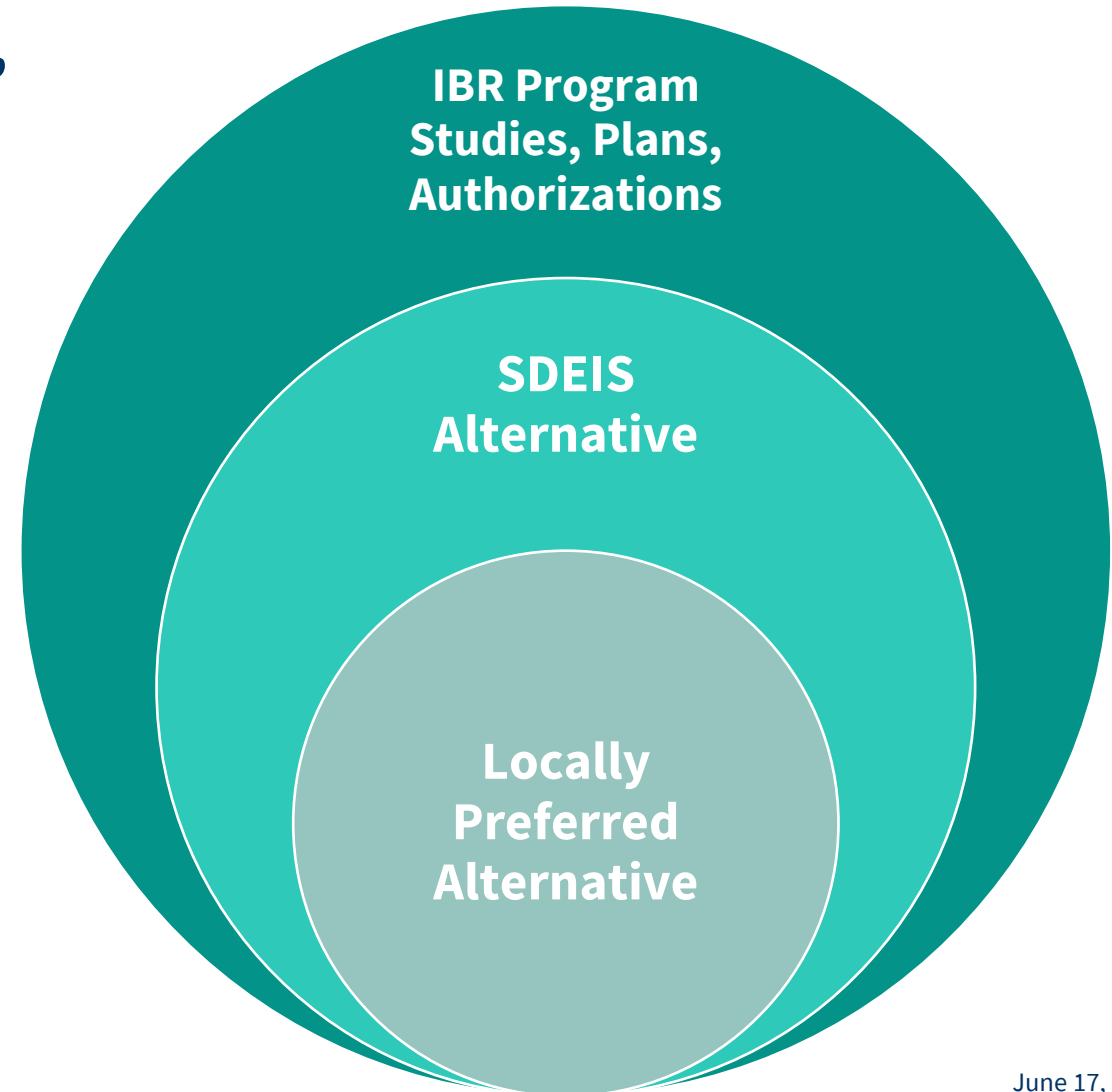 IBR Program
Studies, Plans,
Authorizations
SDEIS
Alternative
Locally
Preferred
Alternative
June 17,